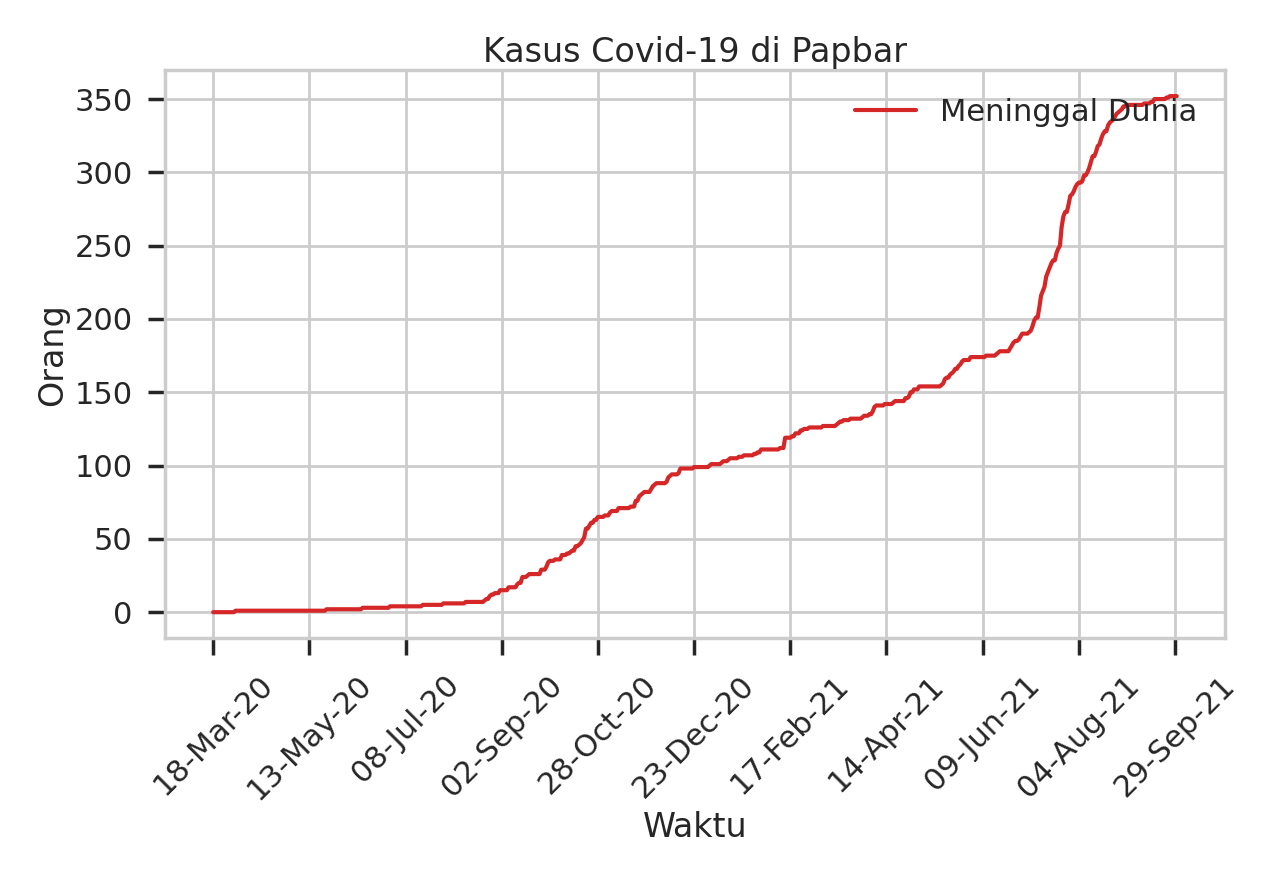 Kasus Covid-19 di Papbar
Meninggal Dunia
350
300
250
200
150
100
50
0
Orang
18-Mar-20
13-May-20
08-Jul-20
02-Sep-20
28-Oct-20
23-Dec-20
17-Feb-21
14-Apr-21
09-Jun-21
04-Aug-21
29-Sep-21
Waktu